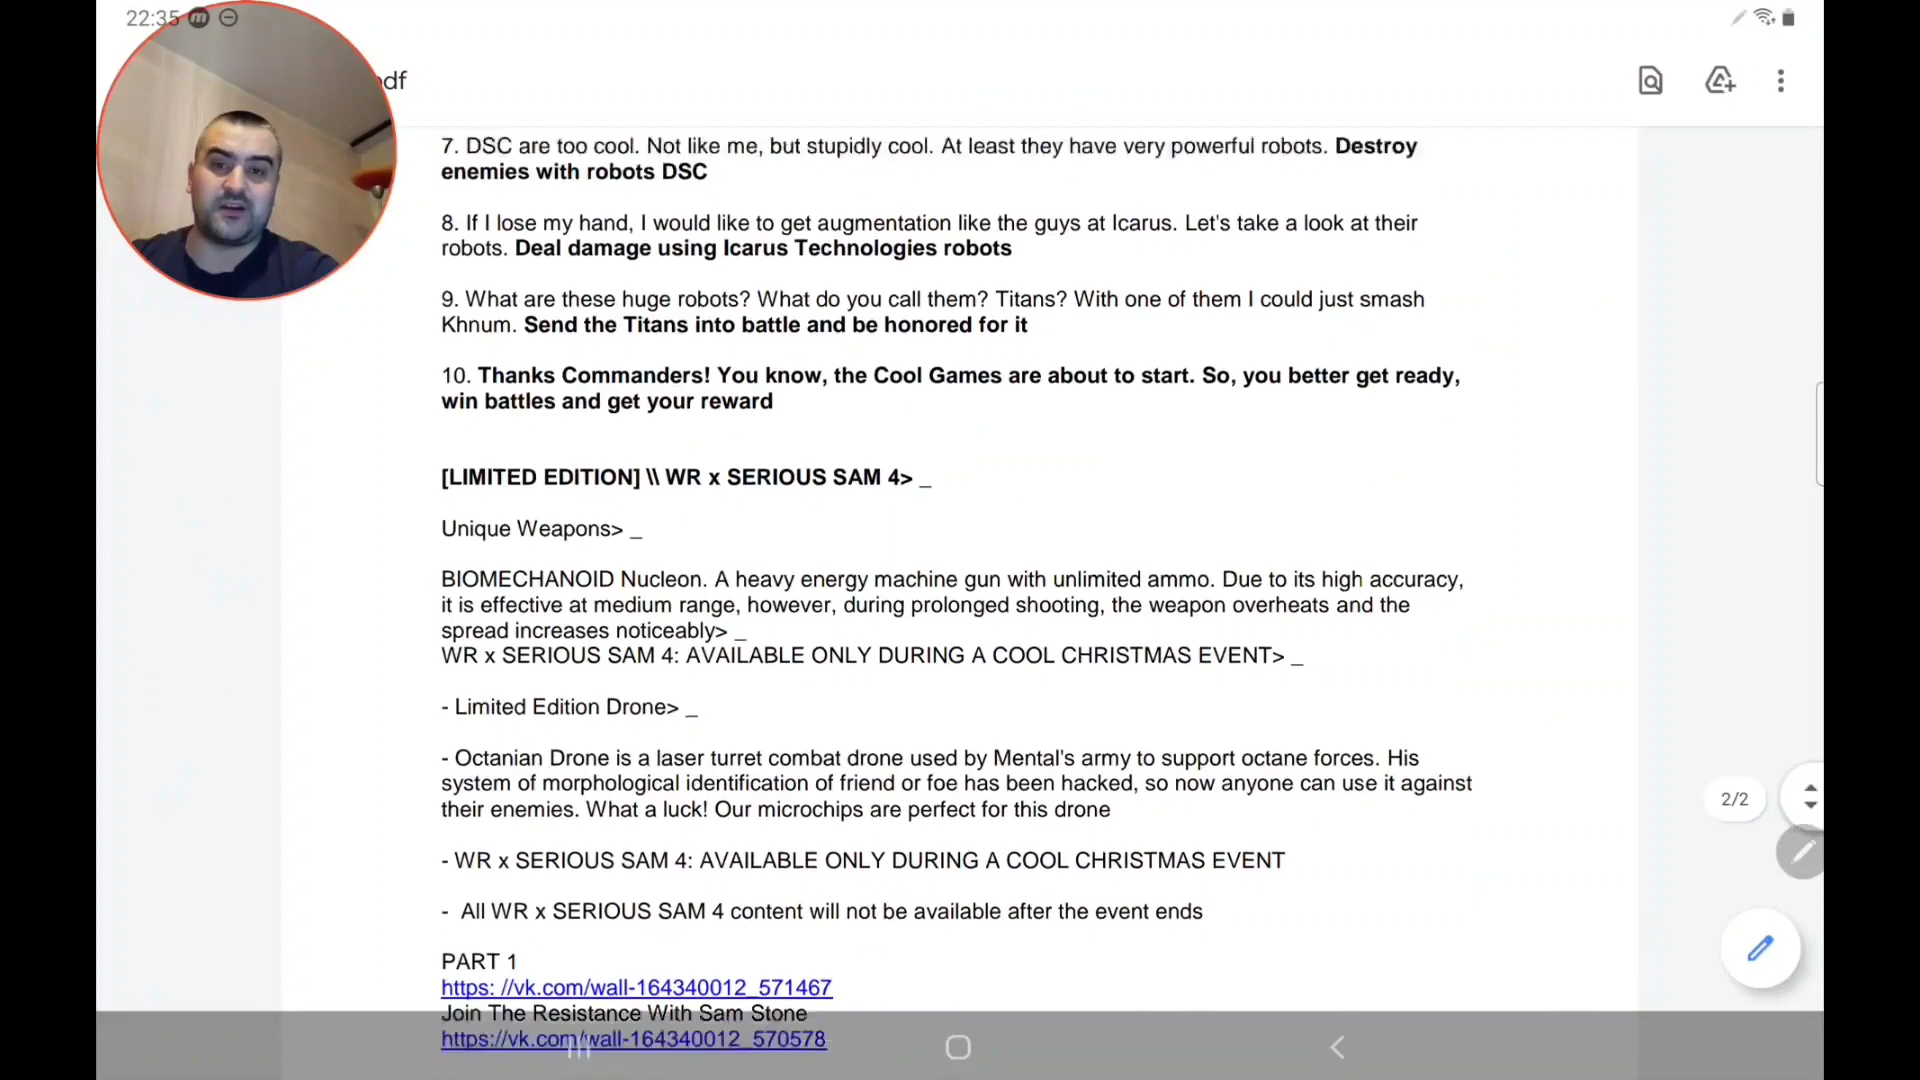 22:35
df
7. DSC are too cool. Not like me, but stupidly cool. At least they have very powerful robots. Destroy
enemies with robots DSC
8. If I lose my hand, I would like to get augmentation like the guys at Icarus. Let's take a look at their
robots. Deal damage using Icarus Technologies robots
9. What are these huge robots? What do you call them? Titans? With one of them I could just smash
Khnum. Send the Titans into battle and be honored for it
10. Thanks Commanders! You know, the Cool Games are about to start. So, you better get ready,
win battles and get your reward
[LIMITED EDITION] \\ WR x SERIOUS SAM 4> _
Unique Weapons> _
BIOMECHANOID Nucleon. A heavy energy machine gun with unlimited ammo. Due to its high accuracy,
it is effective at medium range, however, during prolonged shooting, the weapon overheats and the
spread increases noticeably> _
WR x SERIOUS SAM 4: AVAILABLE ONLY DURING A COOL CHRISTMAS EVENT> _
- Limited Edition Drone> _
- Octanian Drone is a laser turret combat drone used by Mental's army to support octane forces. His
system of morphological identification of friend or foe has been hacked, so now anyone can use it against
their enemies. What a luck! Our microchips are perfect for this drone
- WR x SERIOUS SAM 4: AVAILABLE ONLY DURING A COOL CHRISTMAS EVENT
-  All WR x SERIOUS SAM 4 content will not be available after the event ends
2/2
PART 1
https: //vk.com/wall-164340012_571467
Join The Resistance With Sam Stone
https://vk.com/wall-164340012_570578